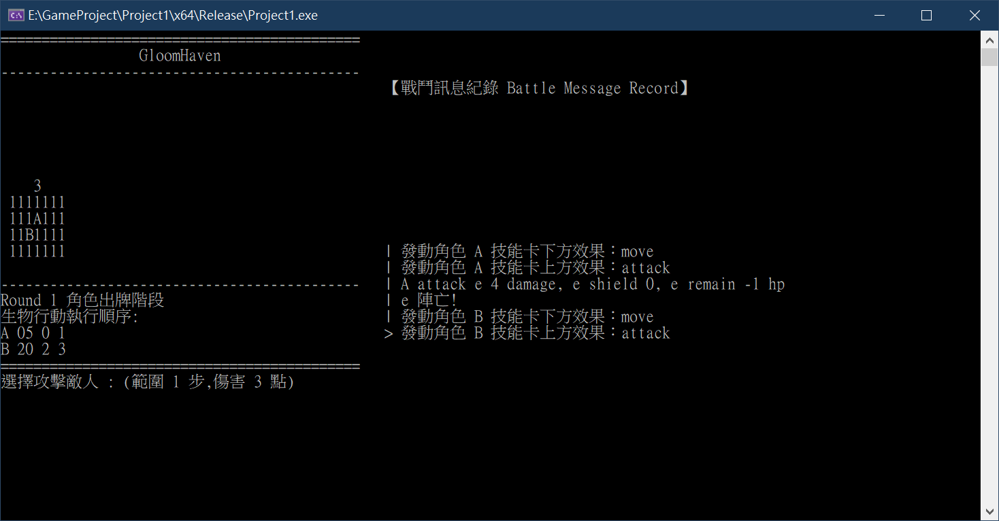 E:\GameProject\Project1\x64\Release\Project1.exe
============================================
GloomHaven
--------------------------------------------
【戰鬥訊息紀錄 Battle Message Record】
3
1111111
111A111
11B1111
1111111
--------------------------------------------
Round 1 角色出牌階段
生物行動執行順序:
A 05 0 1
B 20 2 3
============================================
選擇攻擊敵人 : (範圍 1 步,傷害 3 點)
| 發動角色 A 技能卡下方效果：move
| 發動角色 A 技能卡上方效果：attack
| A attack e 4 damage, e shield 0, e remain -1 hp
| e 陣亡!
| 發動角色 B 技能卡下方效果：move
> 發動角色 B 技能卡上方效果：attack